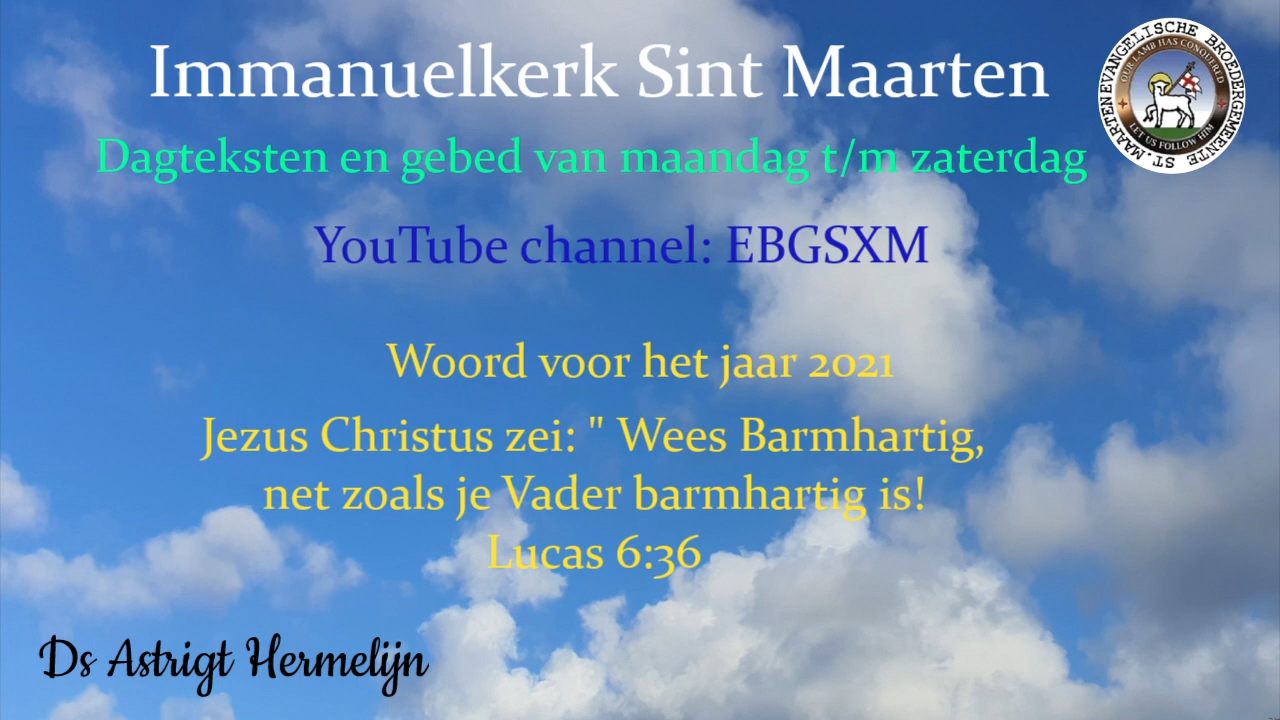 Immanuelkerk Sint Maarten
EVANGELISCHE BROEDERGEMEENTE ST. MAARTEN
OUR LAMB HAS CONQUERED
LET US FOLLOW HIM
Dagteksten en gebed van maandag t/m zaterdag
YouTube channel: EBGSXM
Woord voor het jaar 2021
Jezus Christus zei: " Wees Barmhartig,
net zoals je Vader barmhartig is!
Lucas 6:36
Ds Astrigt Hermelijn